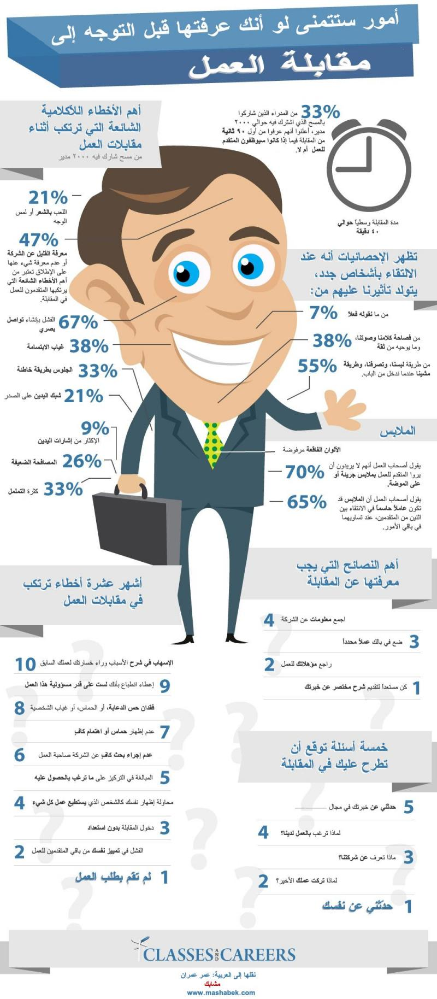 أمور ستتمنى لو أنك عرفتها قبل التوجه إلى
مقابلة العمل
33% من المدراء الذين شاركوا
بالمسح الذي اشترك فيه حوالي ٢٠٠٠
مدير، أعلنوا أنهم عرفوا من أول ٩٠ ثانية
من المقابلة فيما إذا كانوا سيوظفون المتقدم
للعمل أم لا.
مدة المقابلة وسطياً حوالي
٤٠ دقيقة
أهم الأخطاء اللاكلامية
الشائعة التي ترتكب أثناء
مقابلات العمل
من مسح شارك فيه ٢٠٠٠ مدير
21%
اللعب بالشعر أو لمس
الوجه
47%
معرفة القليل عن الشركة
أو عدم معرفة شيء عنها
على الإطلاق تعتبر من
أهم الأخطاء الشائعة التي
يرتكبها المتقدمون للعمل
في المقابلة.
67% الفشل بإنشاء تواصل
بصري
38% غياب الابتسامة
33% الجلوس بطريقة خاطئة
21% شبك اليدين على الصدر
9%
الإكثار من إشارات اليدين
26% المصافحة الضعيفة
33% كثرة التململ
تظهر الإحصائيات أنه عند
الالتقاء بأشخاص جدد،
يتولد تأثيرنا عليهم من:
7% من ما نقوله فعلاً
38% من فصاحة كلامنا وصوتنا،
وما يوحيه من ثقة
55% من طريقة لبسنا، وتصرفنا، وطريقة
مشينا عندما ندخل من الباب.
الملابس
الألوان الفاقعة مرفوضة
70% يقول أصحاب العمل أنهم لا يريدون أن
يروا المتقدم للعمل بملابس جريئة أو
على الموضة.
65% يقول أصحاب العمل أن الملابس قد
تكون عاملاً حاسماً في الانتقاء بين
اثنين من المتقدمين، عند تساويهما
في باقي الأمور.
أهم النصائح التي يجب
معرفتها عن المقابلة
4 اجمع معلومات عن الشركة
3 ضع في بالك عملاً محدداً
2 راجع مؤهلاتك للعمل
1 كن مستعداً لتقديم شرح مختصر عن خبرتك
أشهر عشرة أخطاء ترتكب
في مقابلات العمل
10 الإسهاب في شرح الأسباب وراء خسارتك لعملك السابق
9 إعطاء انطباع بأنك لست على قدر مسؤولية هذا العمل
8 فقدان حس الدعابة، أو الحماس، أو غياب الشخصية
7 عدم إظهار حماس أو اهتمام كافٍ
6 عدم إجراء بحث كافٍ عن الشركة صاحبة العمل
5 المبالغة في التركيز على ما ترغب بالحصول عليه
4 محاولة إظهار نفسك كالشخص الذي يستطيع عمل كل شيء
3 دخول المقابلة بدون استعداد
2 الفشل في تمييز نفسك من باقي المتقدمين للعمل
1 لم تقم بطلب العمل
خمسة أسئلة توقع أن
تطرح عليك في المقابلة
5 حدثني عن خبرتك في مجال ــــــــــــ
4 لماذا ترغب بالعمل لدينا؟
3 ماذا تعرف عن شركتنا؟
2 لماذا تركت عملك الأخير؟
1 حدثني عن نفسك
CLASSES AND CAREERS
نقلها إلى العربية: عمر عمران
مشابك
www.mashabek.com